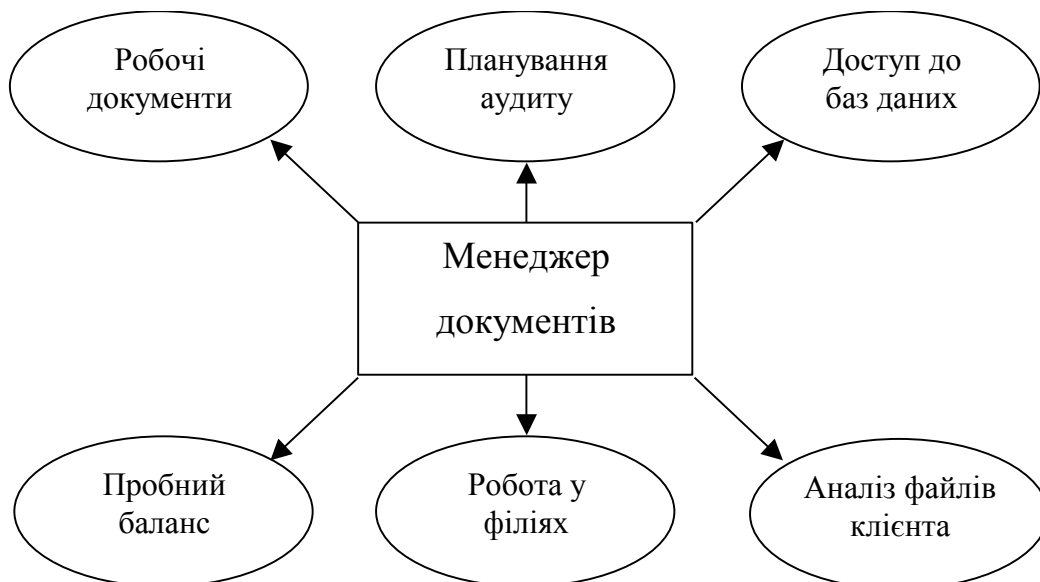 Робочі
документи
Планування
аудиту
Доступ до
баз даних
Менеджер
документів
Пробний
баланс
Робота у
філіях
Аналіз файлів
клієнта